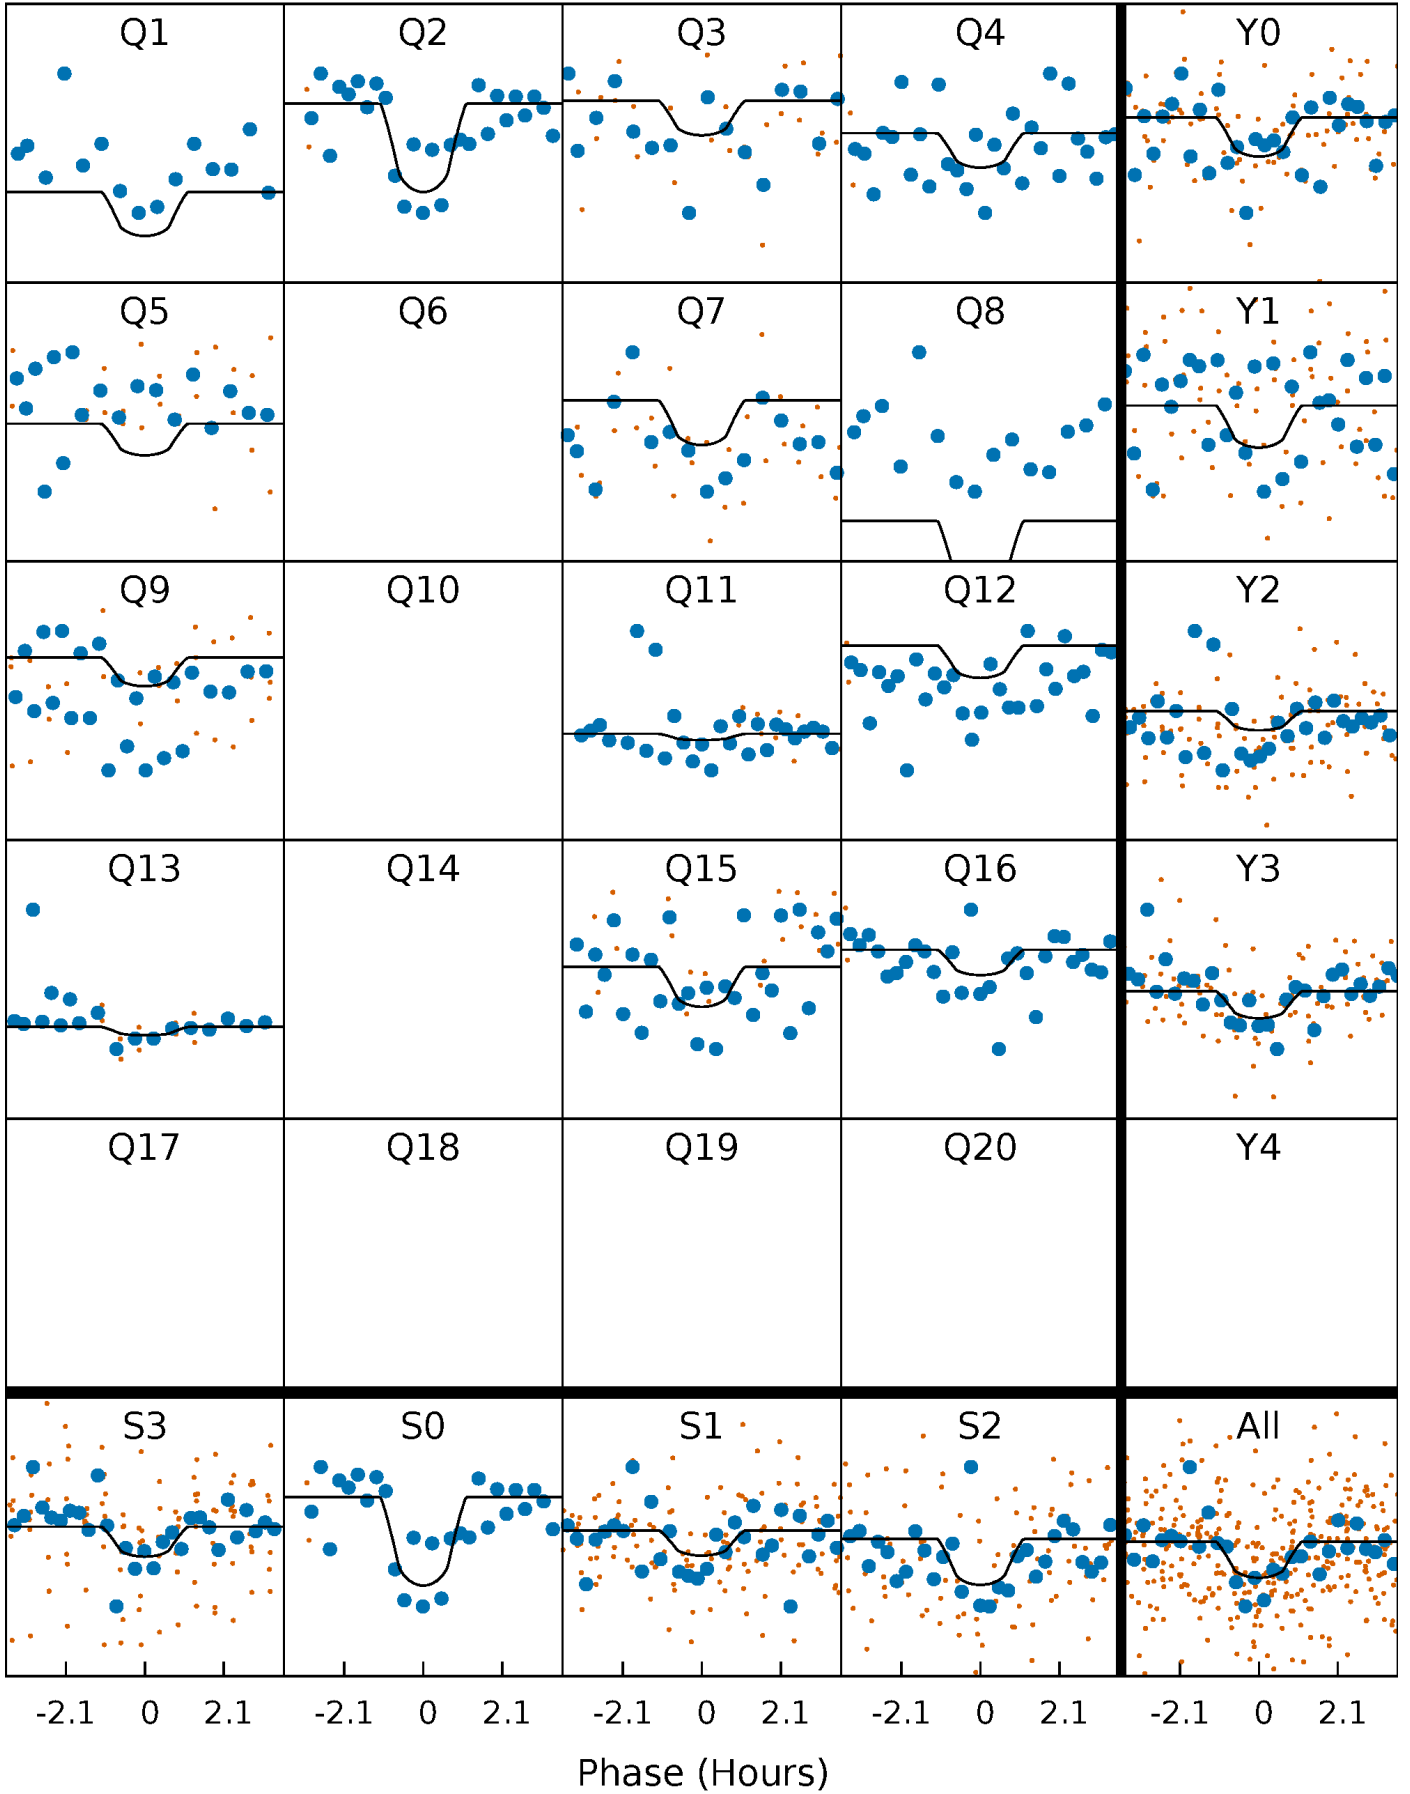 Q1 Q2 Q3 Q4 Y0
Q5 Q6 Q7 Q8 Y1
Q9 Q10 Q11 Q12 Y2
Q13 Q14 Q15 Q16 Y3
Q17 Q18 Q19 Q20 Y4
S3 S0 S1 S2 All
-2.1 0 2.1 -2.1 0 2.1 -2.1 0 2.1 -2.1 0 2.1 -2.1 0 2.1
Phase (Hours)